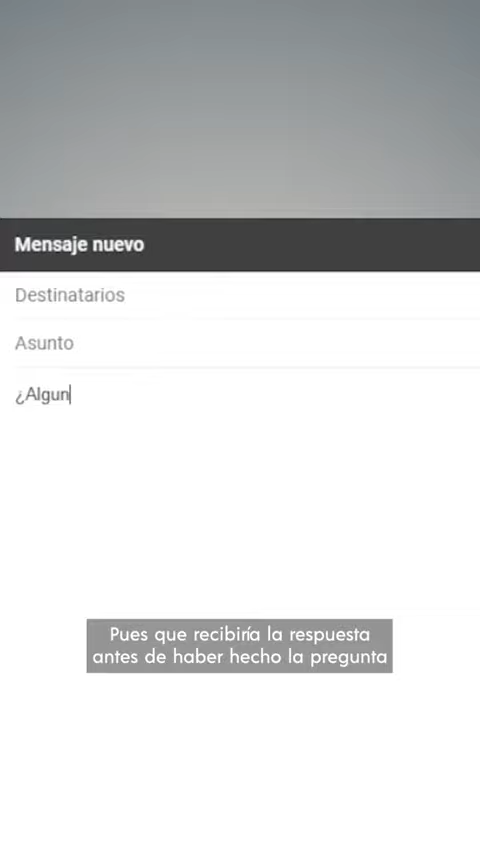 Mensaje nuevo
Destinatarios
Asunto
¿Algun
Pues que recibiría la respuesta
antes de haber hecho la pregunta